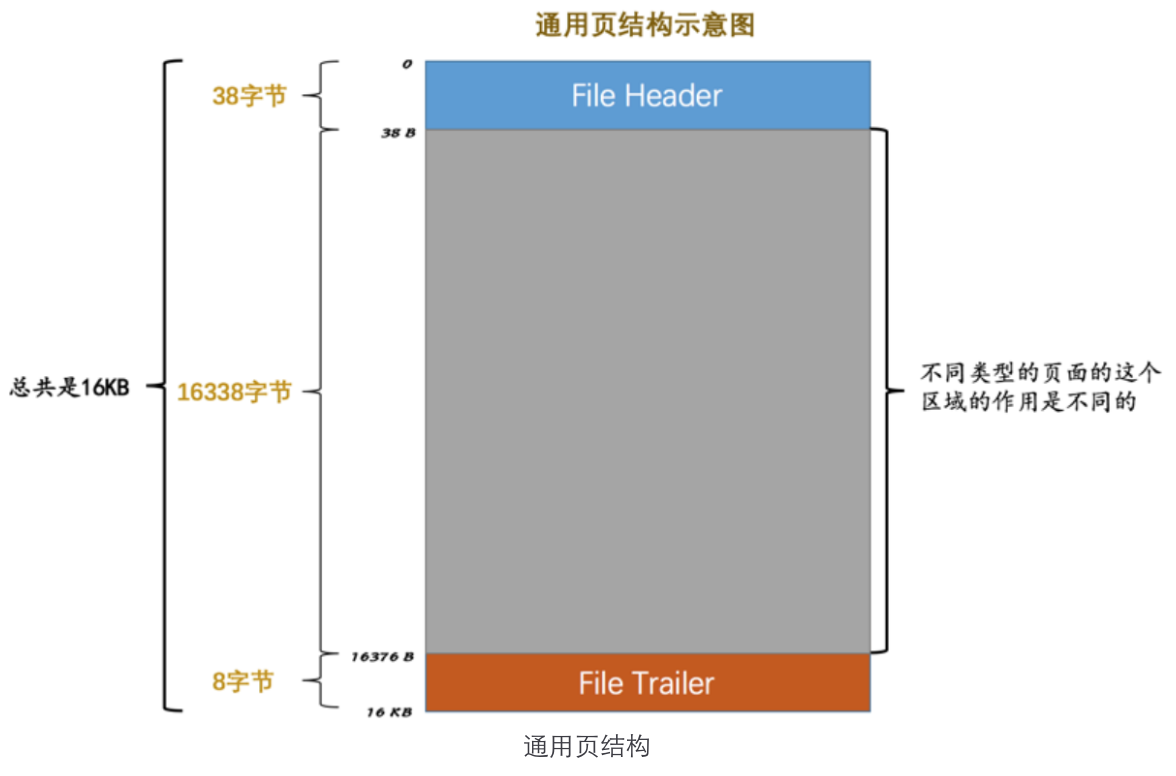 通用页结构示意图
0
38字节
File Header
38 B
总共是16KB
16338字节
不同类型的页面的这个
区域的作用是不同的
16376 B
8字节
File Trailer
16 KB
通用页结构